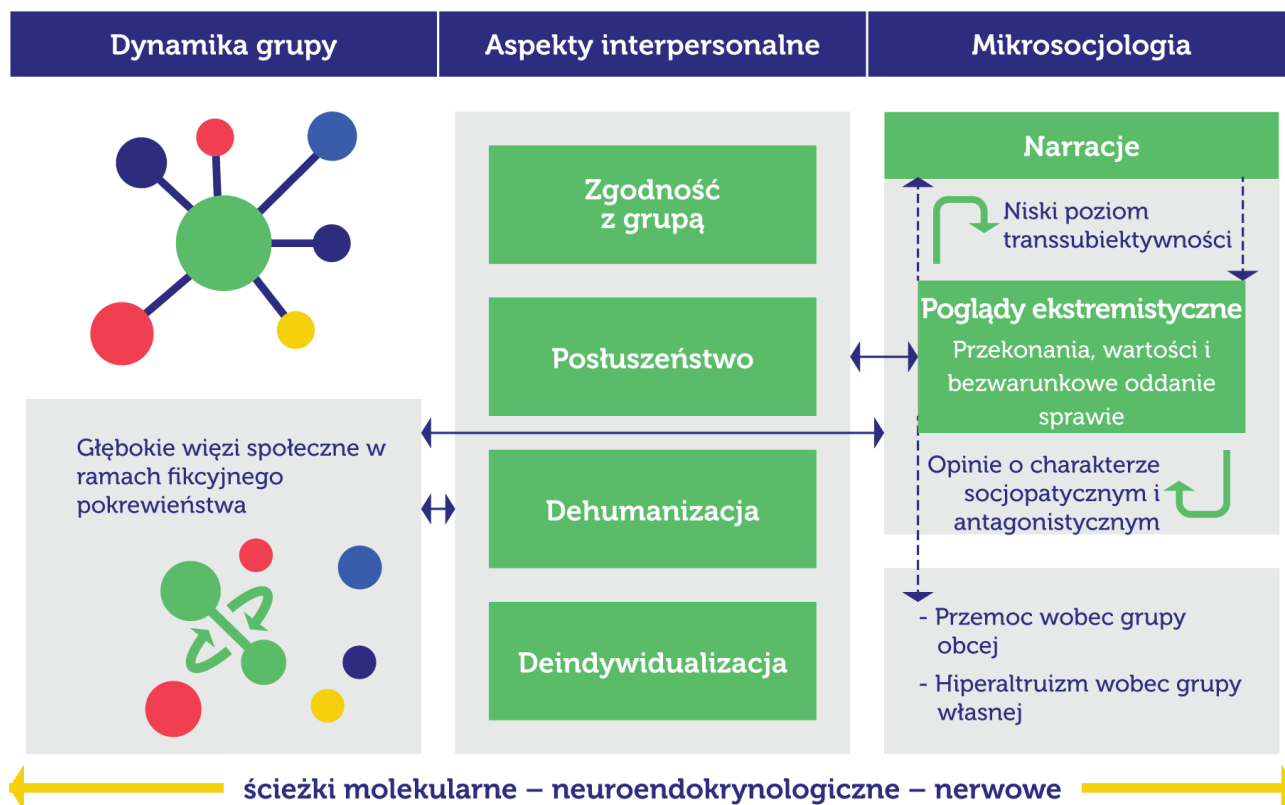 Dynamika grupy
Aspekty interpersonalne
Mikrosocjologia
Głębokie więzi społeczne w
ramach fikcyjnego
pokrewieństwa
Zgodność
z grupą
Posłuszeństwo
Dehumanizacja
Deindywidualizacja
Narracje
Niski poziom
transsubiektywności
Poglądy ekstremistyczne
Przekonania, wartości i
bezwarunkowe oddanie
sprawie
Opinie o charakterze
socjopatycznym i
antagonistycznym
- Przemoc wobec grupy
obcej
- Hiperaltruizm wobec grupy
własnej
ścieżki molekularne – neuroendokrynologiczne – nerwowe